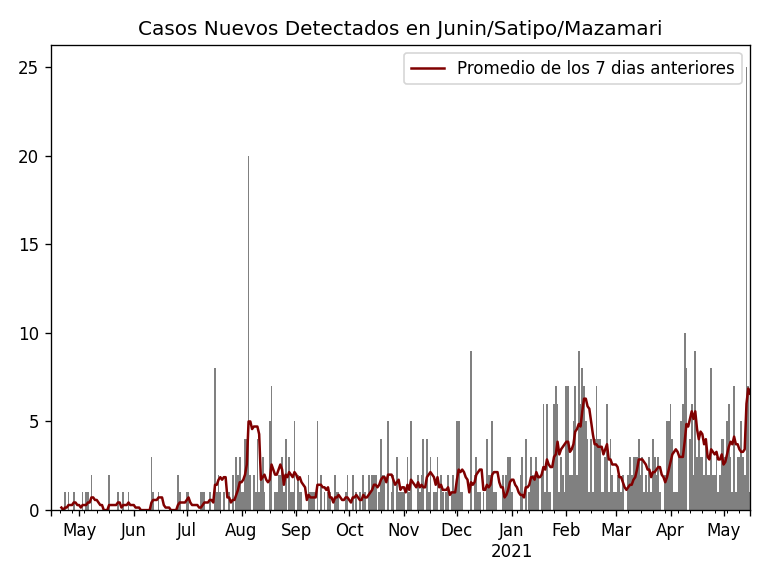 Casos Nuevos Detectados en Junin/Satipo/Mazamari
Promedio de los 7 dias anteriores
25
20
15
10
5
0
May Jun Jul Aug Sep Oct Nov Dec Jan Feb Mar Apr May
2021